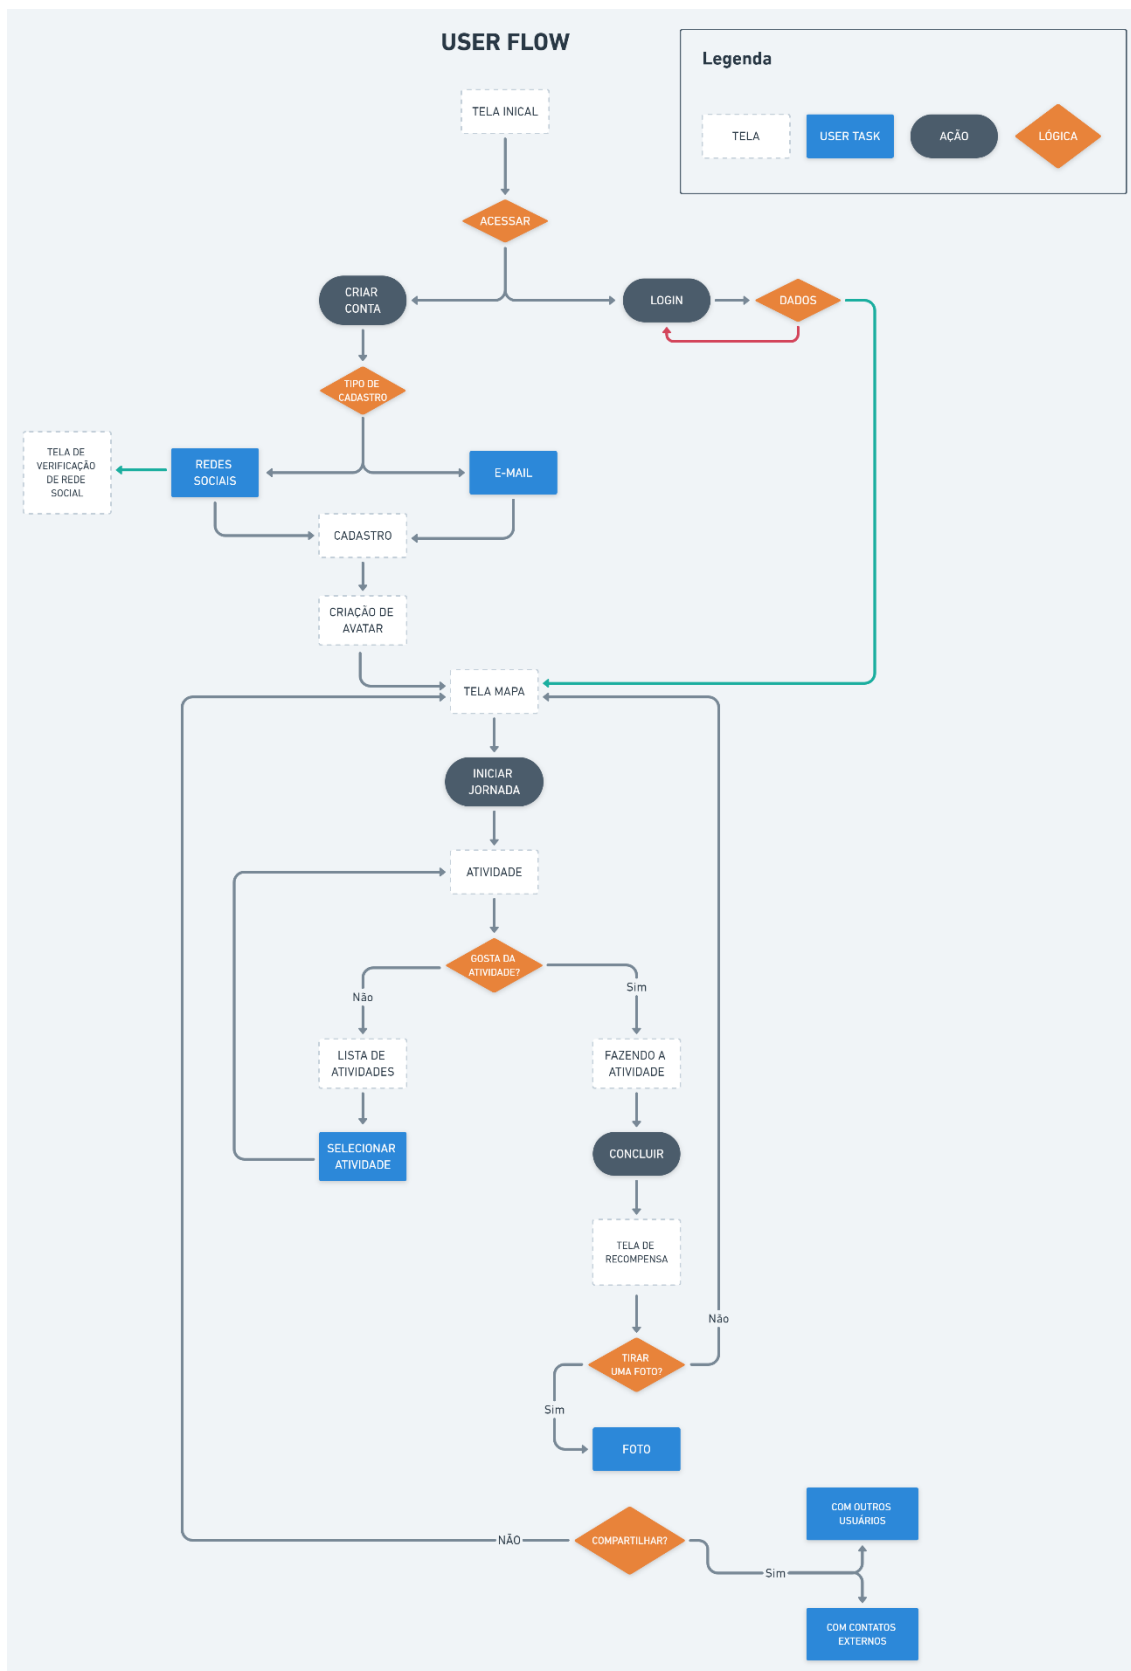 USER FLOW
Legenda
TELA
USER TASK
AÇÃO
LÓGICA
TELA INICAL
ACESSAR
CRIAR
CONTA
LOGIN
DADOS
TIPO DE
CADASTRO
TELA DE
VERIFICAÇÃO
DE REDE
SOCIAL
REDES
SOCIAIS
E-MAIL
CADASTRO
CRIAÇÃO DE
AVATAR
TELA MAPA
INICIAR
JORNADA
ATIVIDADE
GOSTA DA
ATIVIDADE?
Não
Sim
LISTA DE
ATIVIDADES
FAZENDO A
ATIVIDADE
SELECIONAR
ATIVIDADE
CONCLUIR
TELA DE
RECOMPENSA
Não
TIRAR
UMA FOTO?
Sim
FOTO
COM OUTROS
USUÁRIOS
NÃO
COMPARTILHAR?
Sim
COM CONTATOS
EXTERNOS